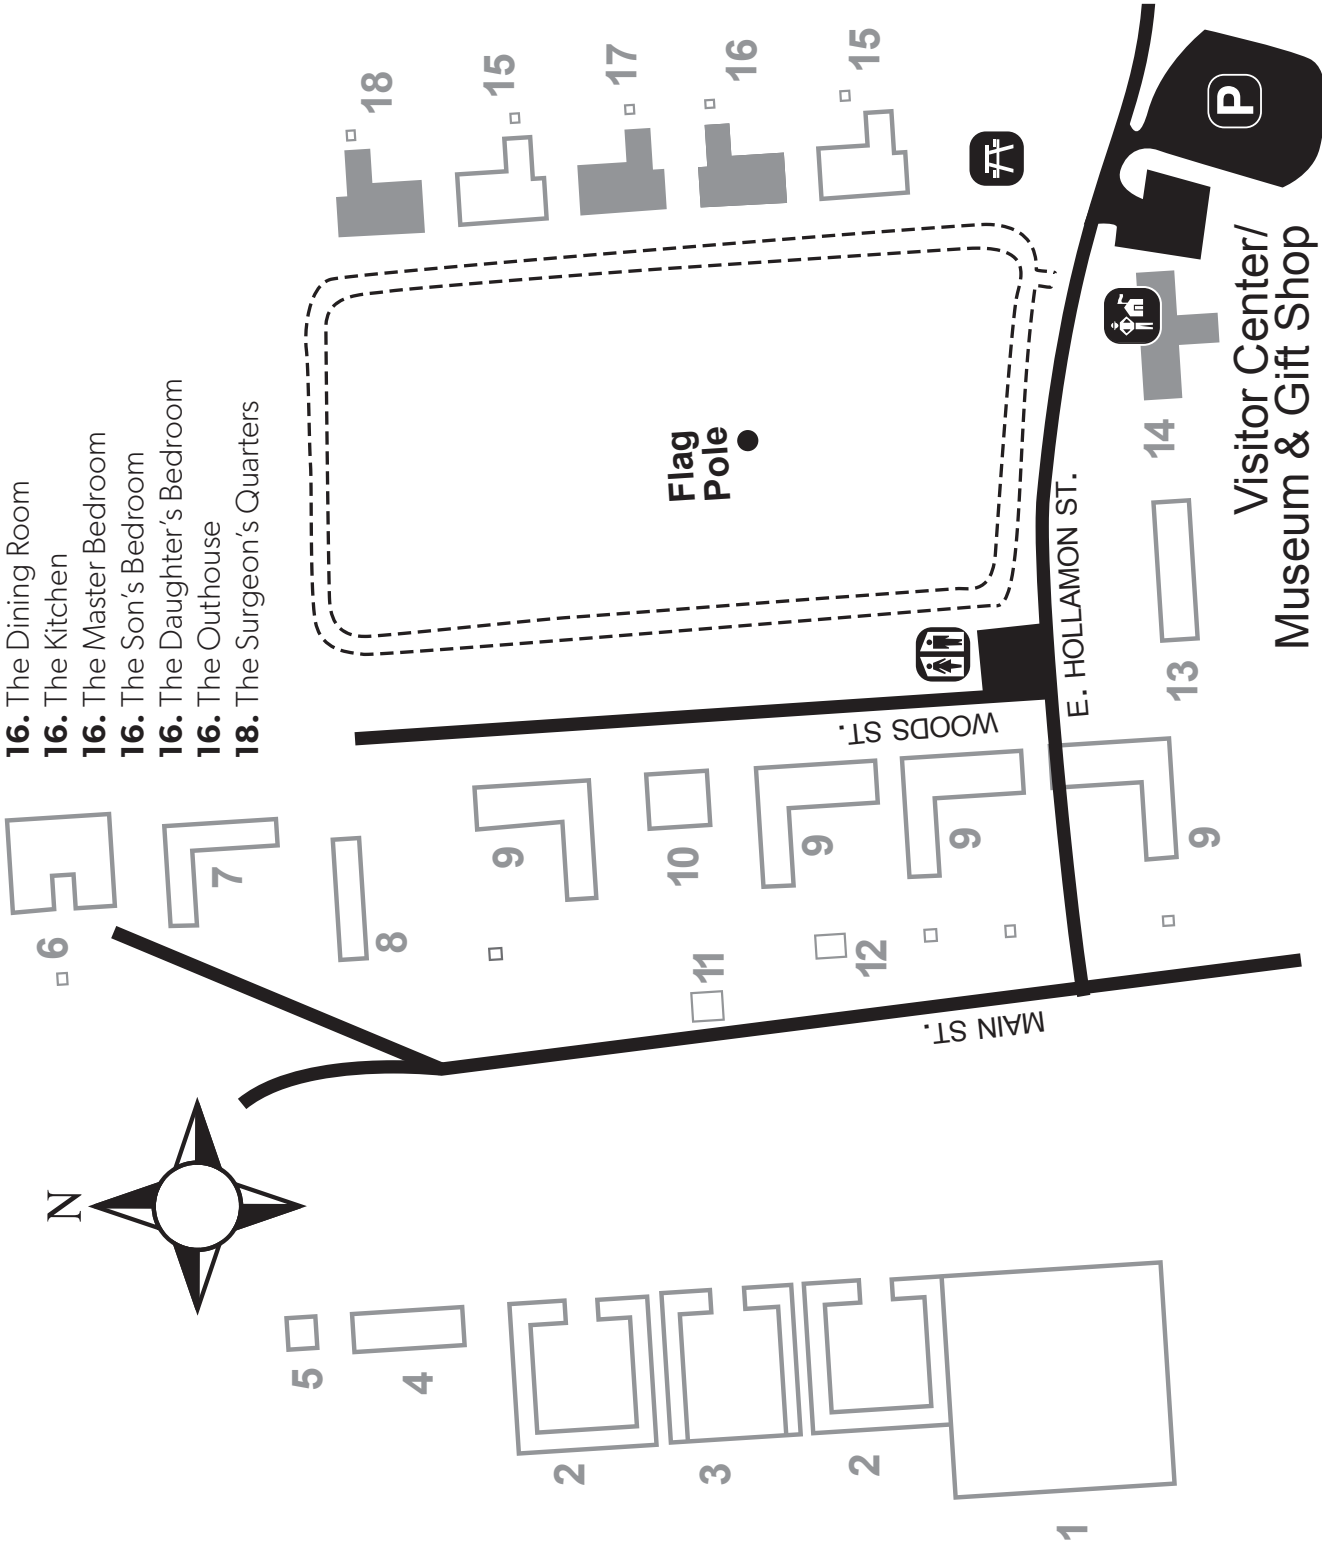 16. The Dining Room
16. The Kitchen
16. The Master Bedroom
16. The Son's Bedroom
16. The Daughter's Bedroom
16. The Outhouse
18. The Surgeon's Quarters
18
15
17
16
15
P
Flag
Pole
Visitor Center/
Museum & Gift Shop
14
13
E. HOLLAMON ST.
WOODS ST.
MAIN ST.
6
7
8
9
10
9
9
9
11
12
N
5
4
2
3
2
1